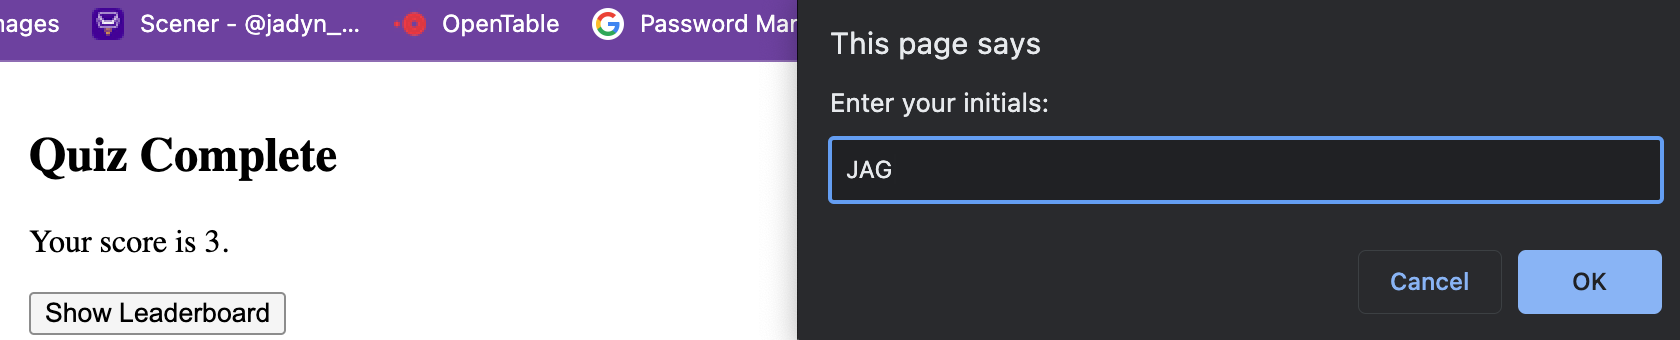 ages Scener - @jadyn_... OpenTable Password Mar
Quiz Complete
Your score is 3.
Show Leaderboard
This page says
Enter your initials:
JAG
Cancel OK